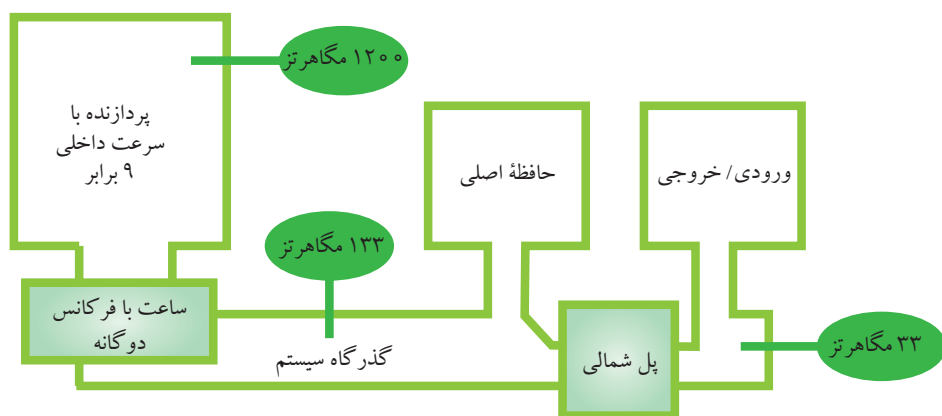 ۱۲۰۰ مگاهرتز
پردازنده با
سرعت داخلی
۹ برابر
حافظهٔ اصلی
ورودی/ خروجی
۱۳۳ مگاهرتز
ساعت با فرکانس
دوگانه
گذرگاه سیستم
پل شمالی
۳۳ مگاهرتز